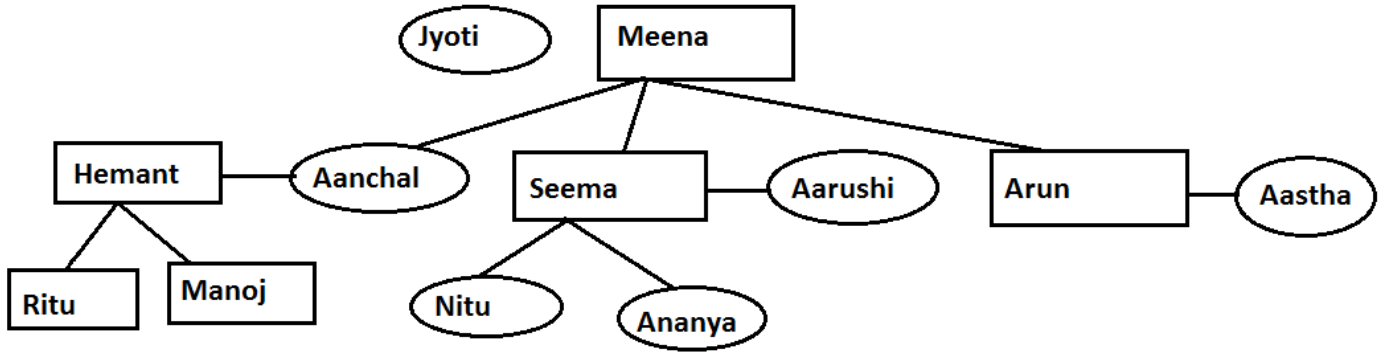 Jyoti
Meena
Hemant
Aanchal
Seema
Aarushi
Arun
Aastha
Ritu
Manoj
Nitu
Ananya